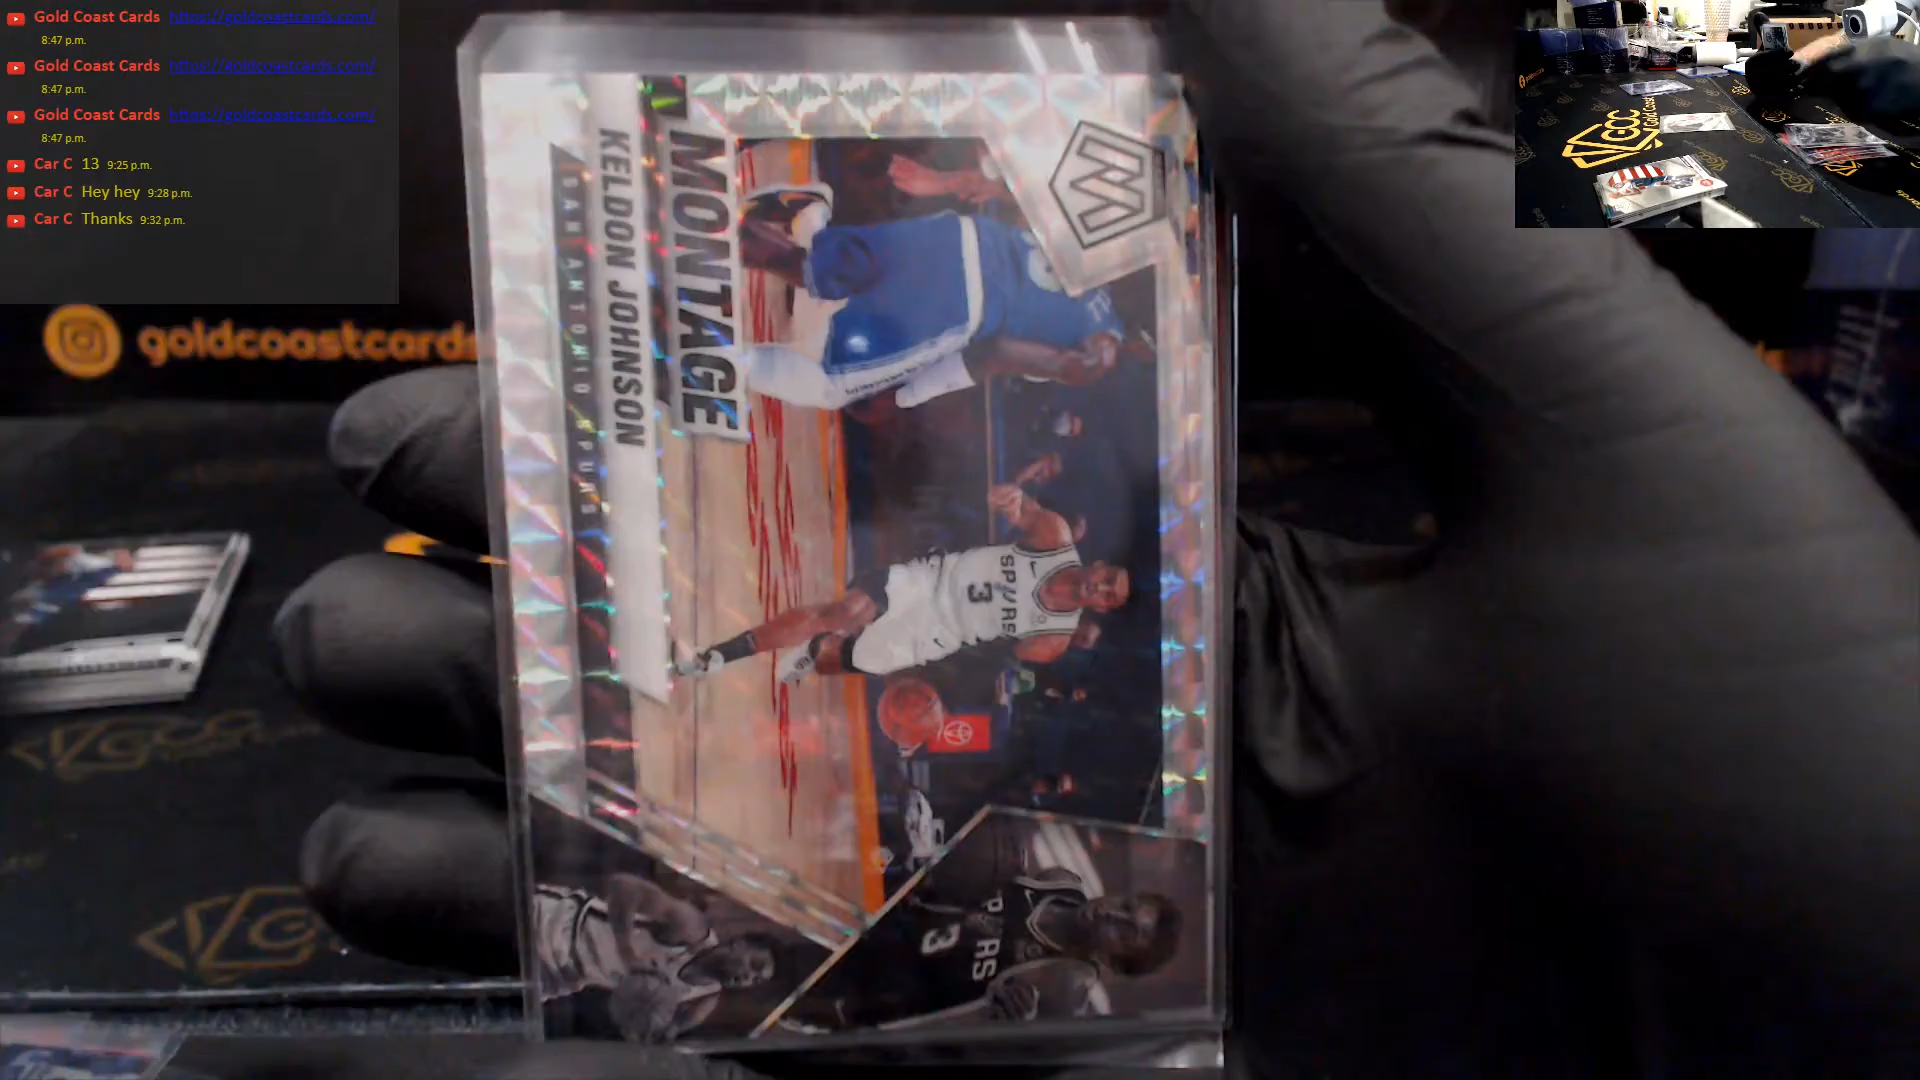 Gold Coast Cards https://goldcoastcards.com/
8:47 p.m.
Gold Coast Cards https://goldcoastcards.com/
8:47 p.m.
Gold Coast Cards https://goldcoastcards.com/
8:47 p.m.
Car C 13 9:25 p.m.
Car C Hey hey 9:28 p.m.
Car C Thanks 9:32 p.m.
goldcoastcards
MONTAGE
KELDON JOHNSON
SAN ANTONIO SPURS
SPURS
3
3
GCC
Gold Coast
GCC